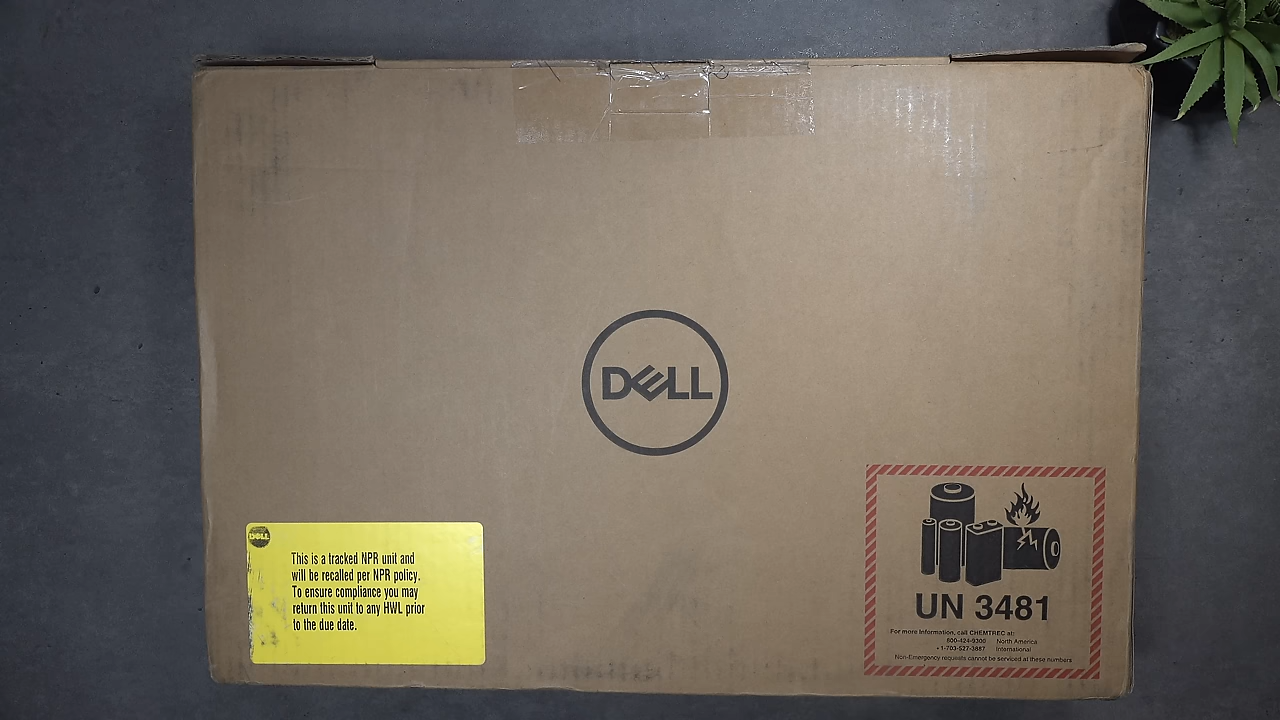 DELL
DELL
This is a tracked NPR unit and
will be recalled per NPR policy.
To ensure compliance you may
return this unit to any HWL prior
to the due date.
UN 3481
For more Information, call CHEMTREC at:
800-424-9300 North America
+1-703-527-3887 International
Non-Emergency requests cannot be serviced at these numbers